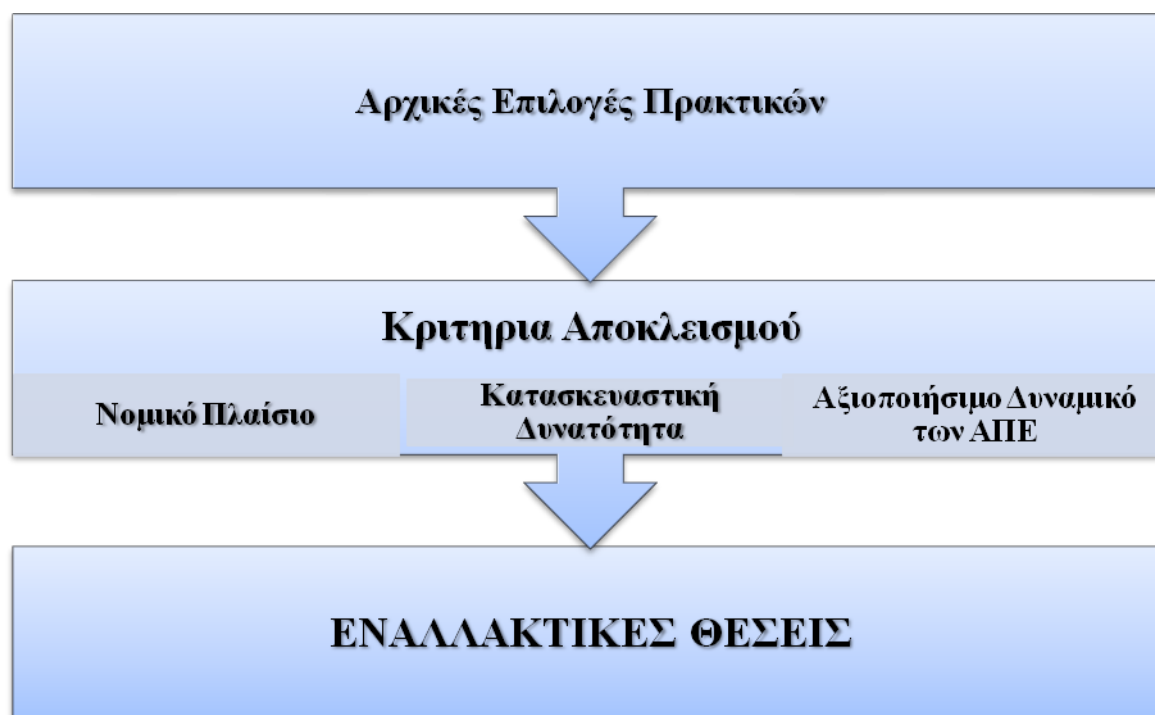 Αρχικές Επιλογές Πρακτικών
Κριτηρια Αποκλεισμού
Νομικό Πλαίσιο
Κατασκευαστική
Δυνατότητα
Αξιοποιήσιμο Δυναμικό
των ΑΠΕ
ΕΝΑΛΛΑΚΤΙΚΕΣ ΘΕΣΕΙΣ